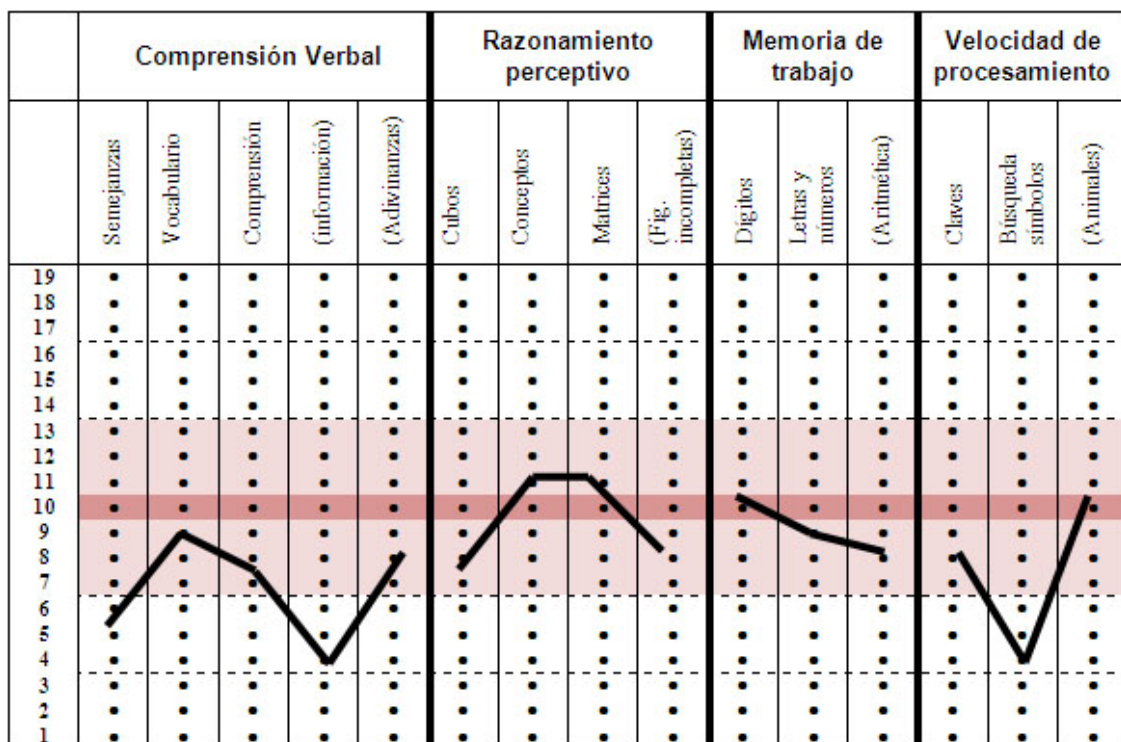 Comprensión Verbal
Razonamiento
perceptivo
Memoria de
trabajo
Velocidad de
procesamiento
Semejanzas
Vocabulario
Comprensión
(información)
(Adivinanzas)
Cubos
Conceptos
Matrices
(Fig.
incompletas)
Dígitos
Letras y
números
(Aritmética)
Claves
Búsqueda
símbolos
(Animales)
19
18
17
16
15
14
13
12
11
10
9
8
7
6
5
4
3
2
1